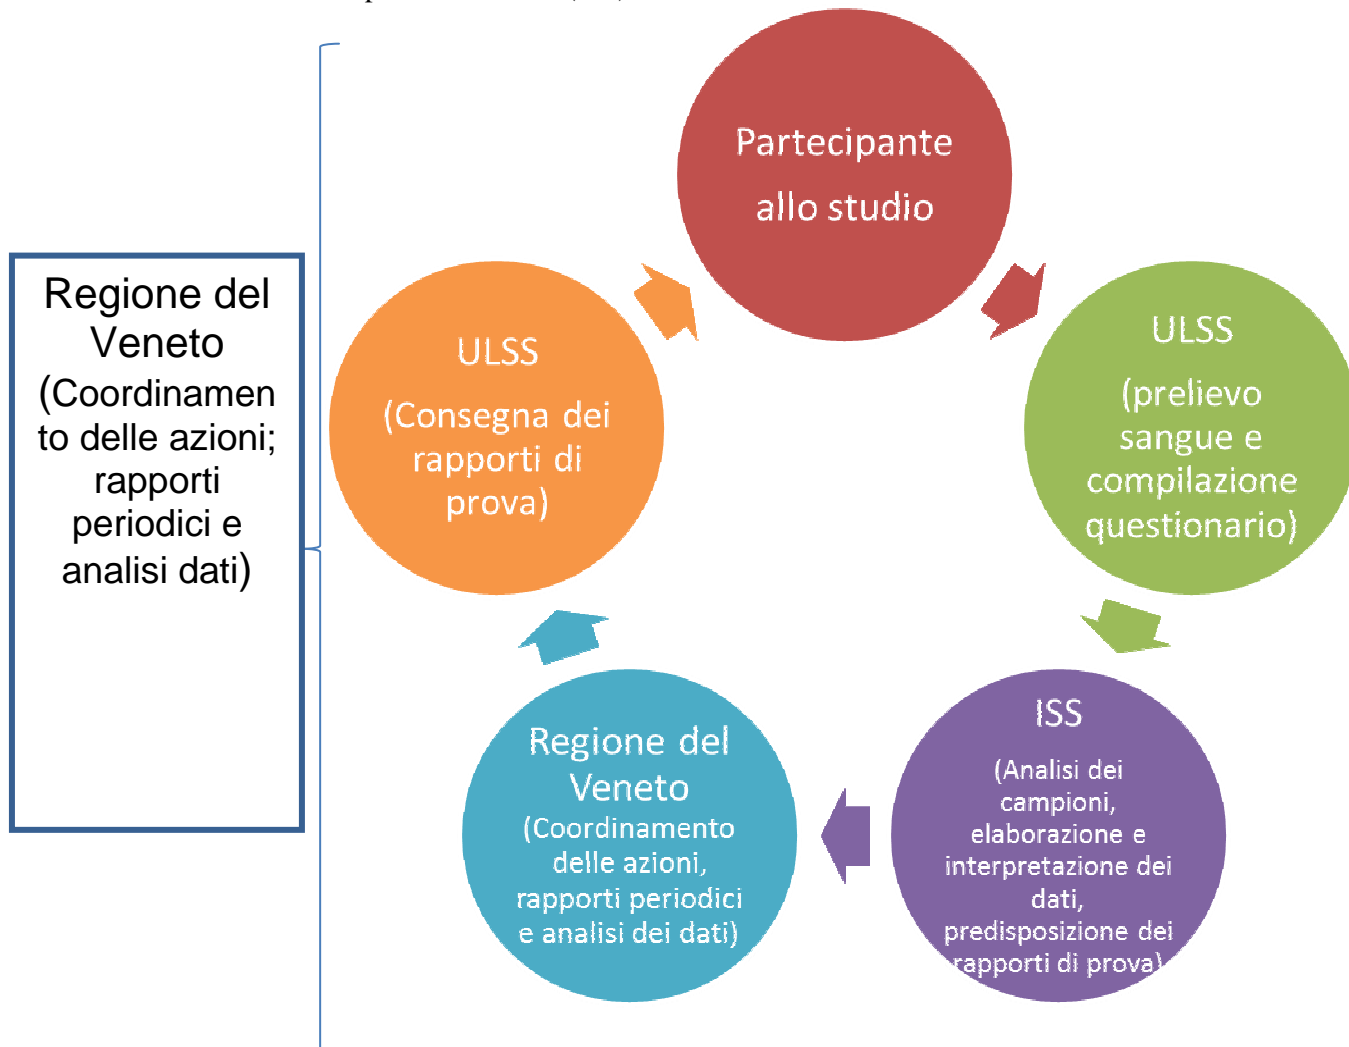 Partecipante
allo studio
Regione del
Veneto
(Coordinamen
to delle azioni;
rapporti
periodici e
analisi dati)
ULSS
(Consegna dei
rapporti di
prova)
ULSS
(prelievo
sangue e
compilazione
questionario)
ISS
(Analisi dei
campioni,
elaborazione e
interpretazione dei
dati,
predisposizione dei
rapporti di prova)
Regione del
Veneto
(Coordinamento
delle azioni,
rapporti periodici
e analisi dei dati)